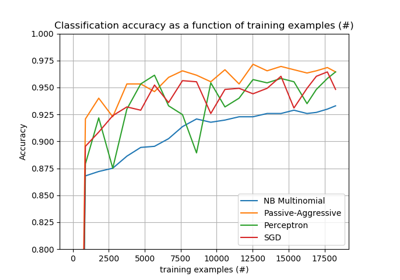 Classification accuracy as a function of training examples (#)
1.000
0.975
0.950
0.925
0.900
0.875
0.850
0.825
0.800
Accuracy
NB Multinomial
Passive-Aggressive
Perceptron
SGD
0 2500 5000 7500 10000 12500 15000 17500
training examples (#)